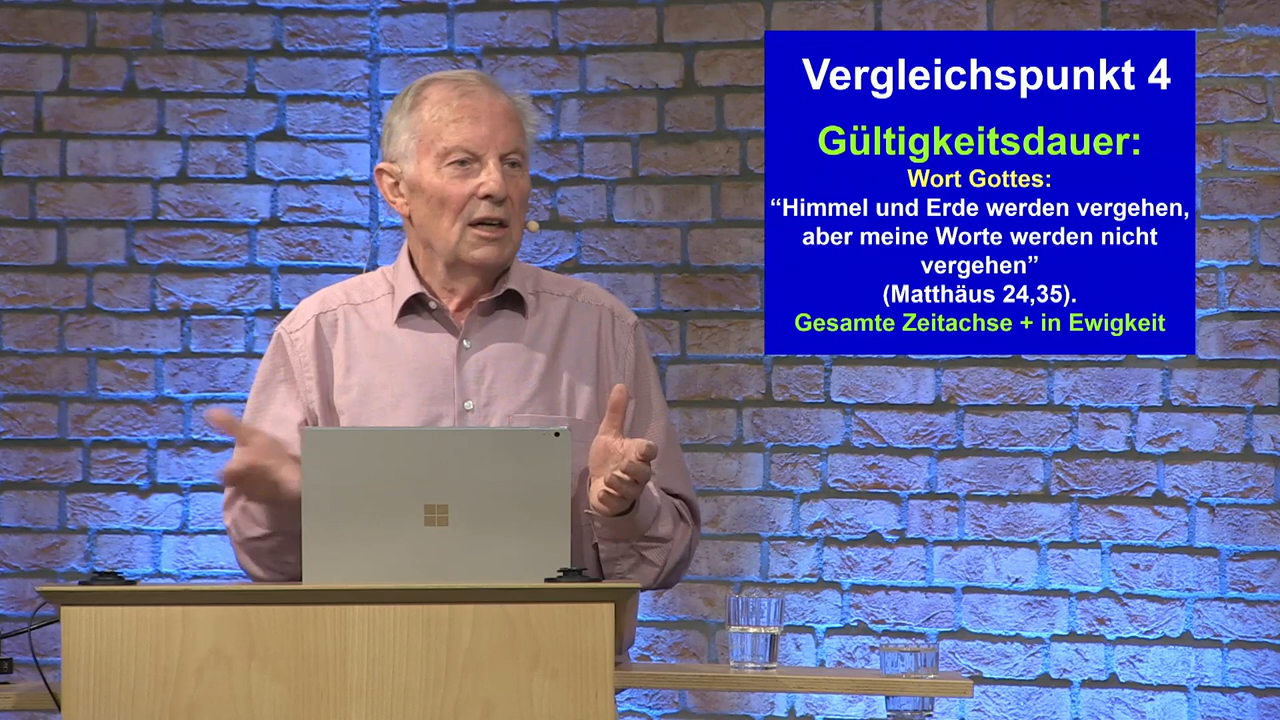 Vergleichspunkt 4
Gültigkeitsdauer:
Wort Gottes:
“Himmel und Erde werden vergehen,
aber meine Worte werden nicht
vergehen”
(Matthäus 24,35).
Gesamte Zeitachse + in Ewigkeit